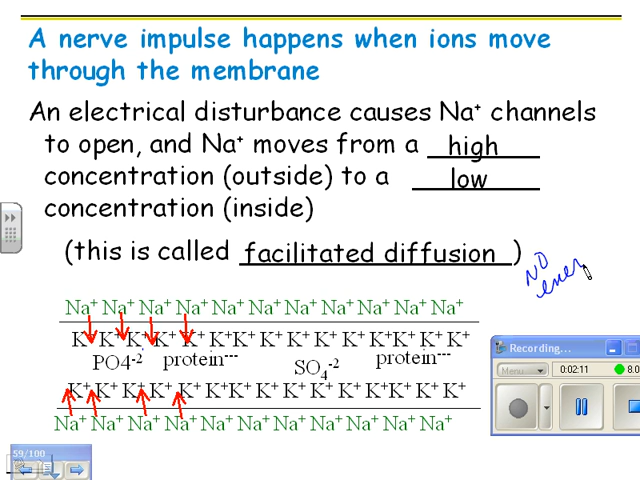 A nerve impulse happens when ions move
through the membrane
An electrical disturbance causes Na⁺ channels
to open, and Na⁺ moves from a high
concentration (outside) to a low
concentration (inside)
(this is called facilitated diffusion)
NO
ener
Na⁺ Na⁺ Na⁺ Na⁺ Na⁺ Na⁺ Na⁺ Na⁺ Na⁺ Na⁺ Na⁺
K⁺ K⁺ K⁺ K⁺ K⁺ K⁺K⁺ K⁺ K⁺ K⁺ K⁺ K⁺K⁺ K⁺ K⁺
PO4⁻² protein⁻⁻⁻ SO₄⁻² protein⁻⁻⁻
K⁺ K⁺ K⁺ K⁺ K⁺ K⁺K⁺ K⁺ K⁺ K⁺ K⁺ K⁺K⁺ K⁺ K⁺
Na⁺ Na⁺ Na⁺ Na⁺ Na⁺ Na⁺ Na⁺ Na⁺ Na⁺ Na⁺ Na⁺
Recording...
Menu 0:02:11 8.0
59/100